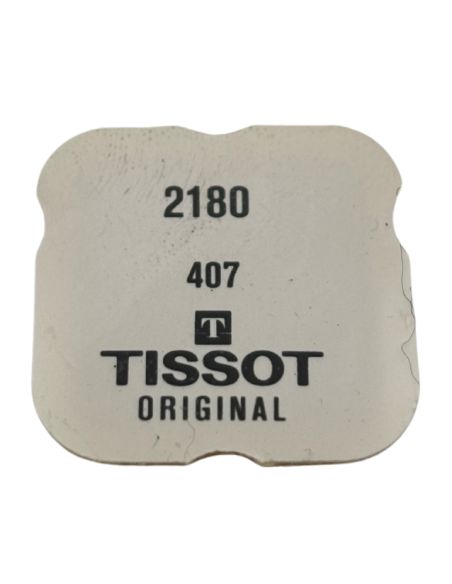 2180
407
T
TISSOT
ORIGINAL